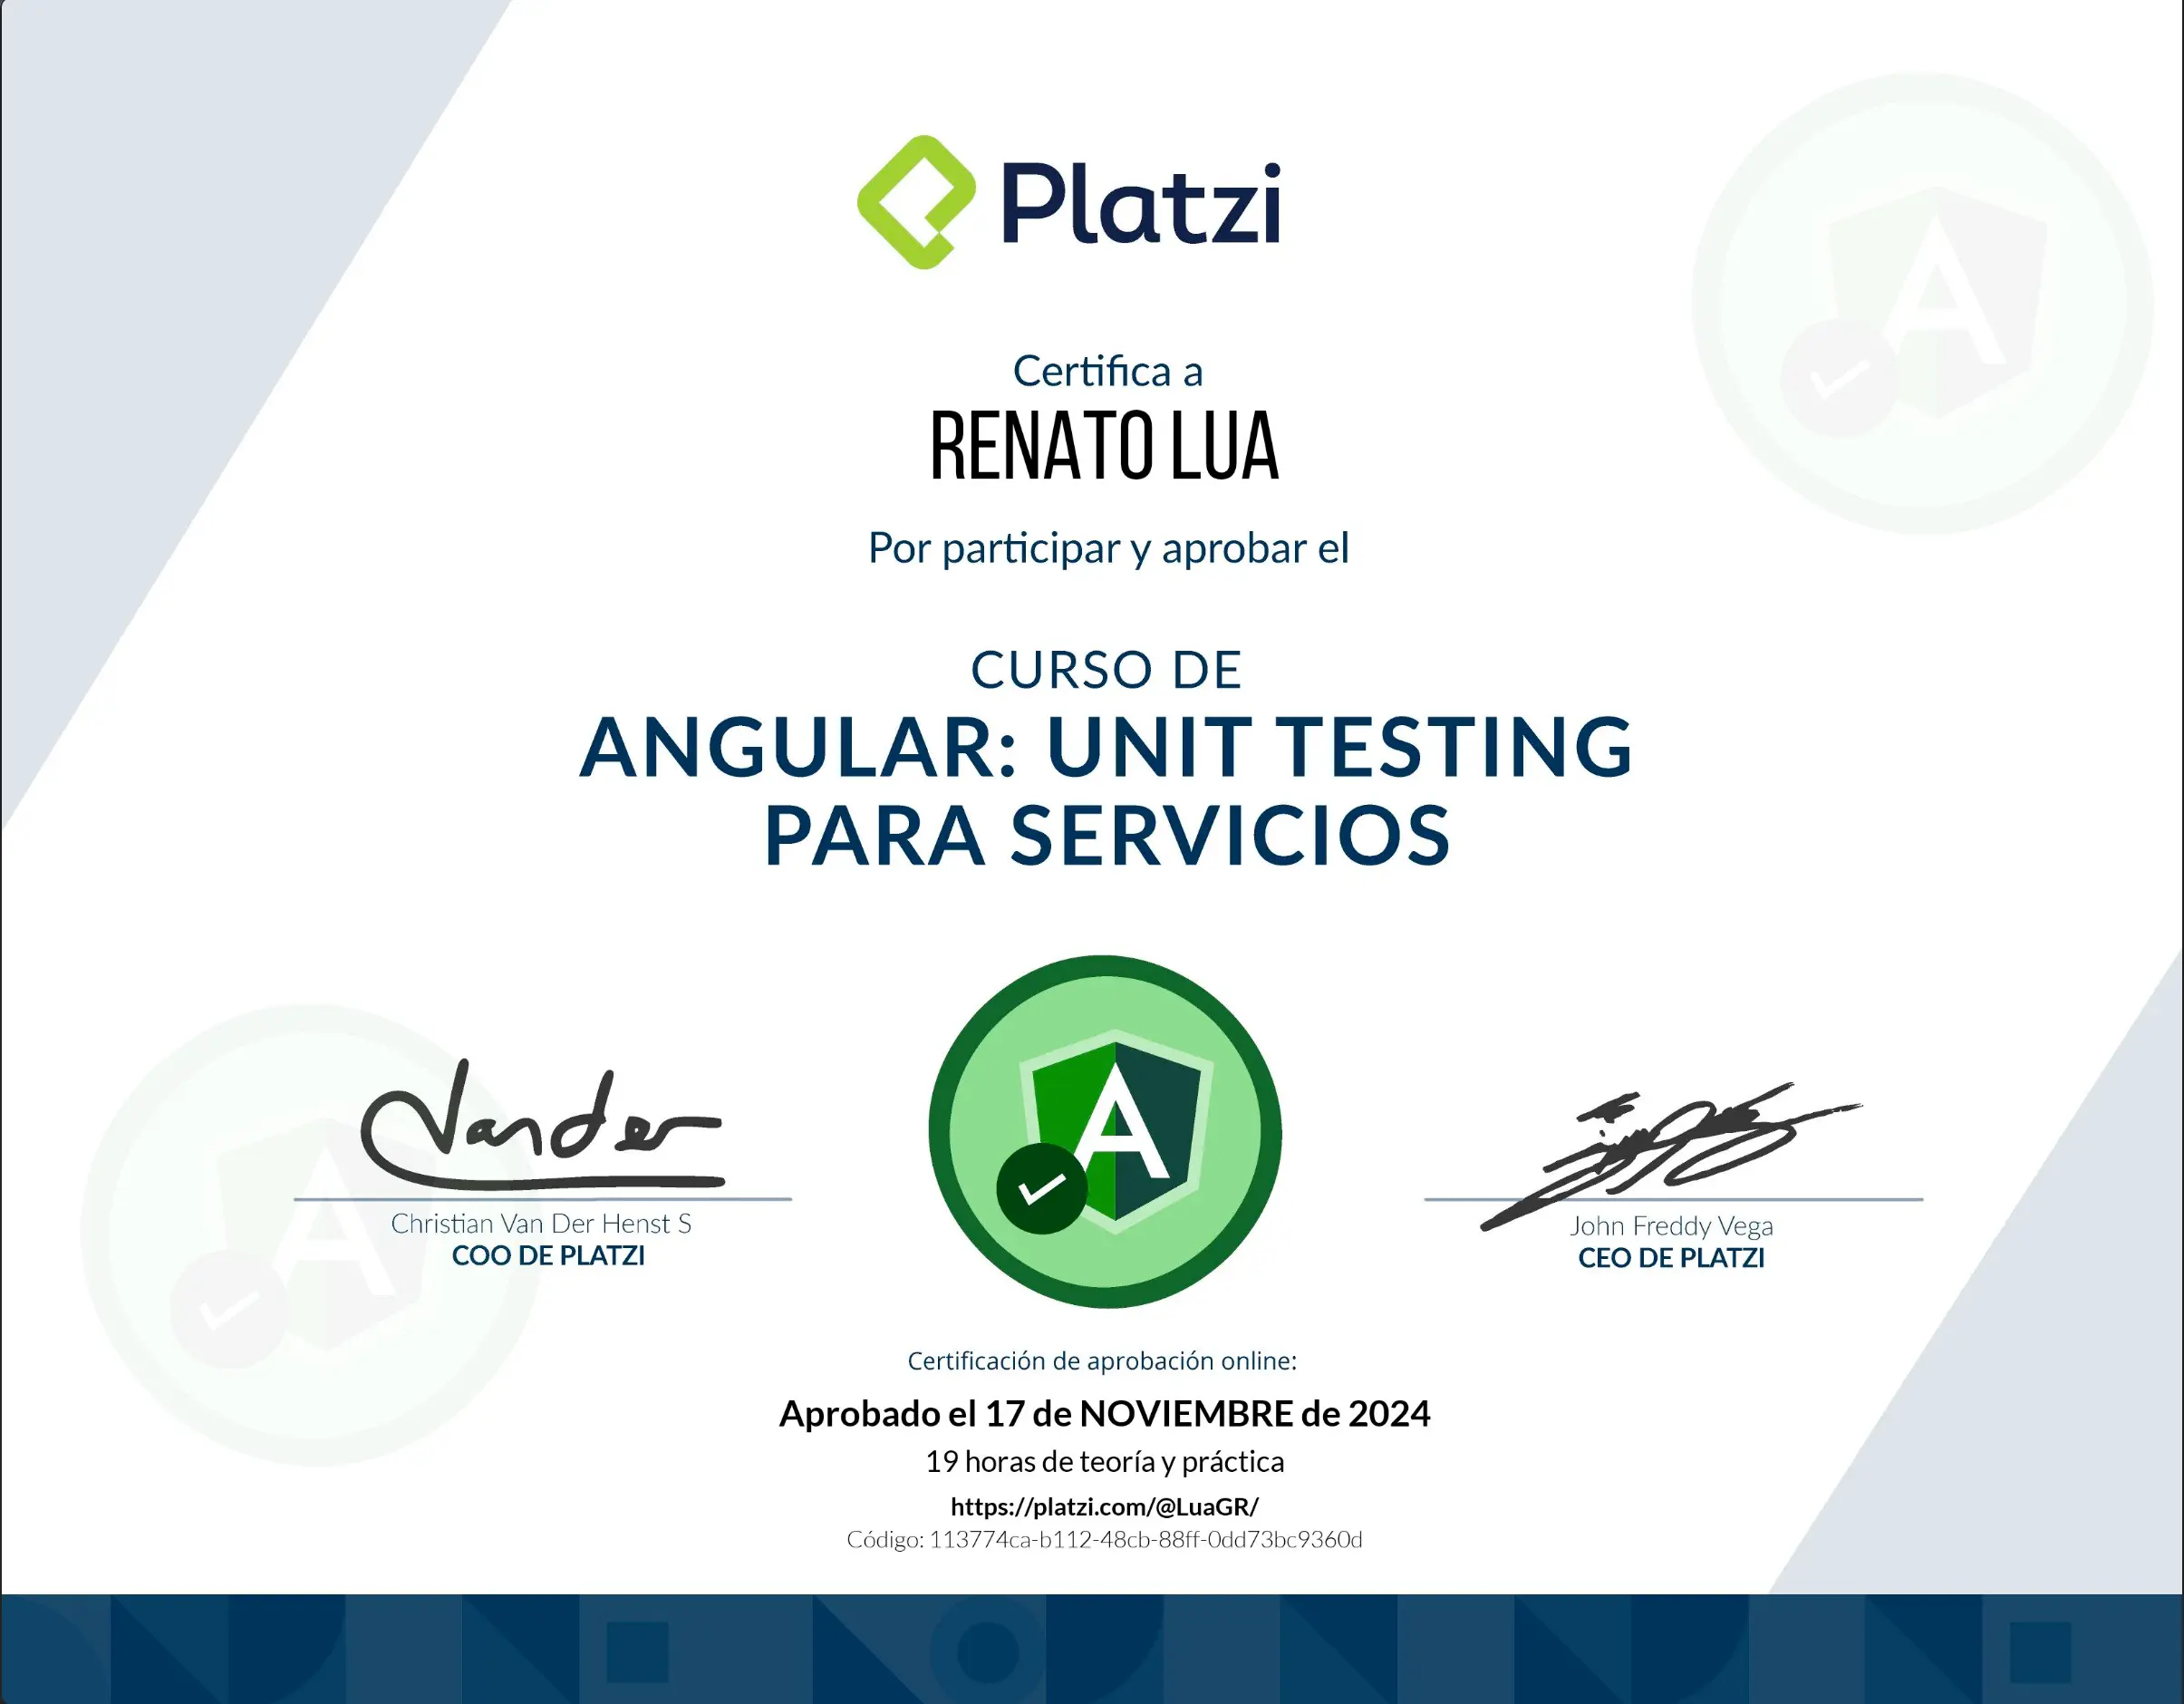 Platzi
Certifica a
RENATO LUA
Por participar y aprobar el
CURSO DE
ANGULAR: UNIT TESTING
PARA SERVICIOS
Vander
Christian Van Der Henst S
COO DE PLATZI
John Freddy Vega
CEO DE PLATZI
Certificación de aprobación online:
Aprobado el 17 de NOVIEMBRE de 2024
19 horas de teoría y práctica
https://platzi.com/@LuaGR/
Código: 113774ca-b112-48cb-88ff-0dd73bc9360d